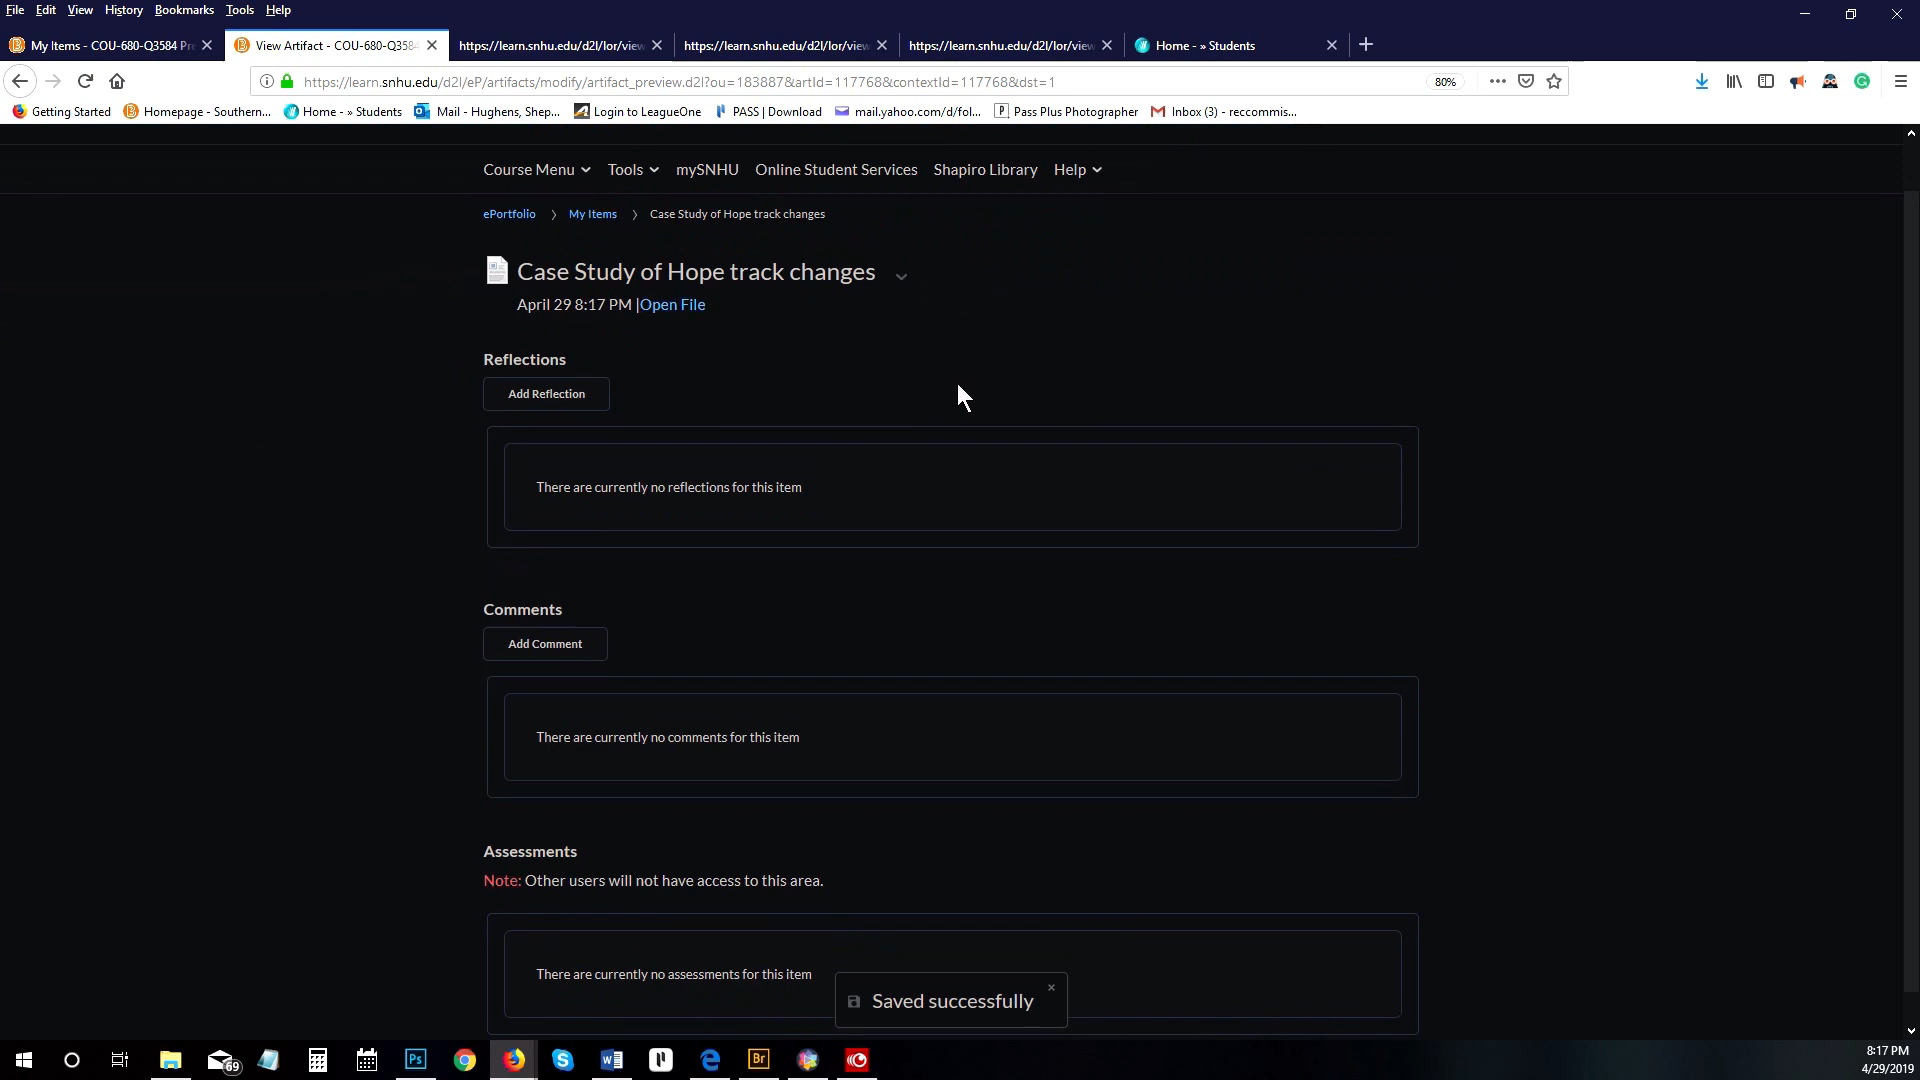 File Edit View History Bookmarks Tools Help
My Items - COU-680-Q3584 Pr
View Artifact - COU-680-Q3584
https://learn.snhu.edu/d2l/lor/view
https://learn.snhu.edu/d2l/lor/view
https://learn.snhu.edu/d2l/lor/view
Home - » Students
https://learn.snhu.edu/d2l/eP/artifacts/modify/artifact_preview.d2l?ou=183887&artId=117768&contextId=117768&dst=1
80%
Getting Started
Homepage - Southern...
Home - » Students
Mail - Hughens, Shep...
Login to LeagueOne
PASS | Download
mail.yahoo.com/d/fol...
Pass Plus Photographer
Inbox (3) - reccommis...
Course Menu Tools mySNHU Online Student Services Shapiro Library Help
ePortfolio > My Items > Case Study of Hope track changes
Case Study of Hope track changes
April 29 8:17 PM |Open File
Reflections
Add Reflection
There are currently no reflections for this item
Comments
Add Comment
There are currently no comments for this item
Assessments
Note: Other users will not have access to this area.
There are currently no assessments for this item
Saved successfully
69
Ps
Br
8:17 PM
4/29/2019